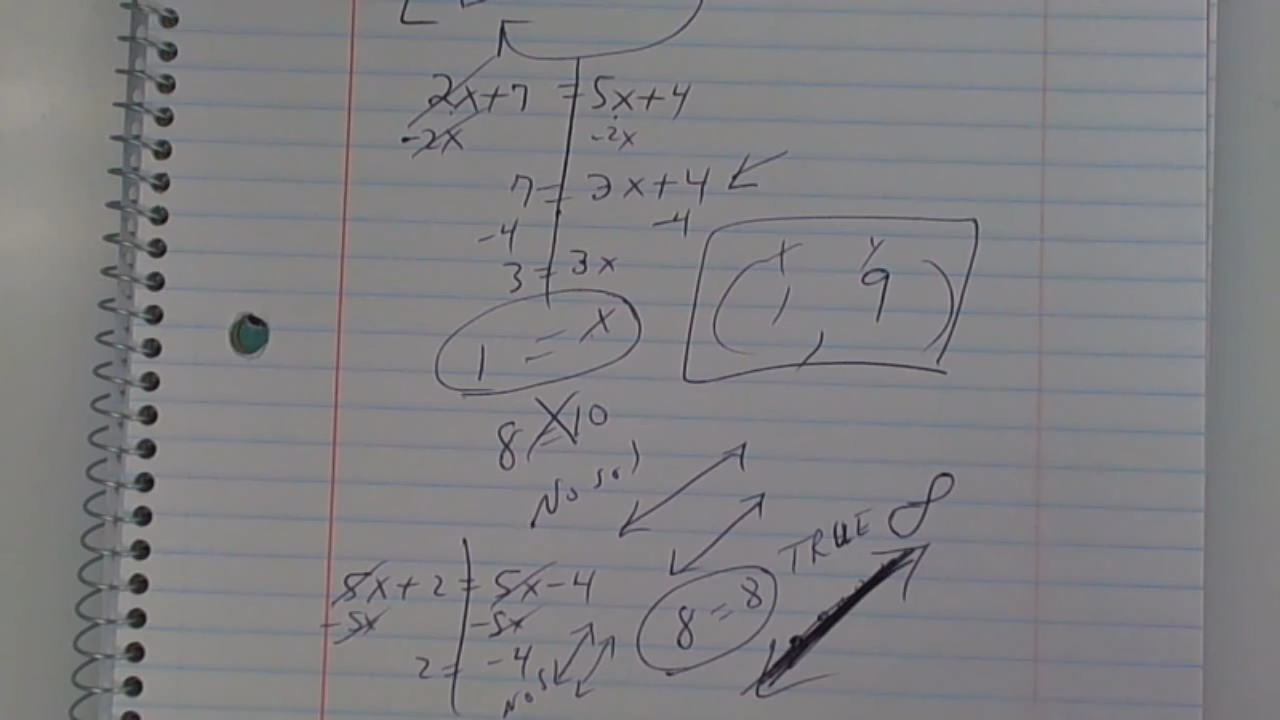 2x+7 = 5x+4
-2x -2x
7 = 3x+4
-4 -4
3 = 3x
1 = x
x y
( 1 , 9 )
8 = 10
No sol
TRUE ∞
5x+2 = 5x-4
-5x -5x
8 = 8
2 = -4
No S